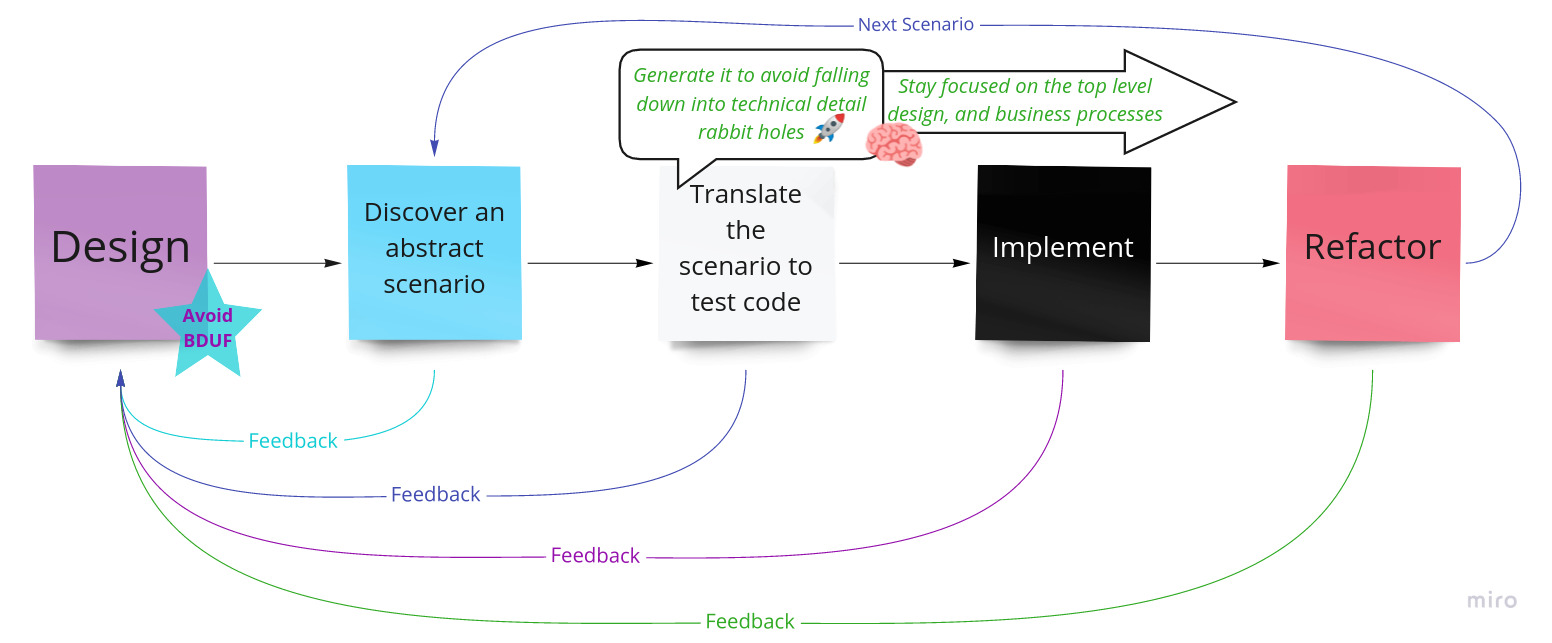 Next Scenario
Generate it to avoid falling
down into technical detail
rabbit holes 🚀
Stay focused on the top level
design, and business processes
Design
Avoid
BDUF
Discover an
abstract
scenario
Translate
the
scenario to
test code
Implement
Refactor
Feedback
Feedback
Feedback
Feedback
miro